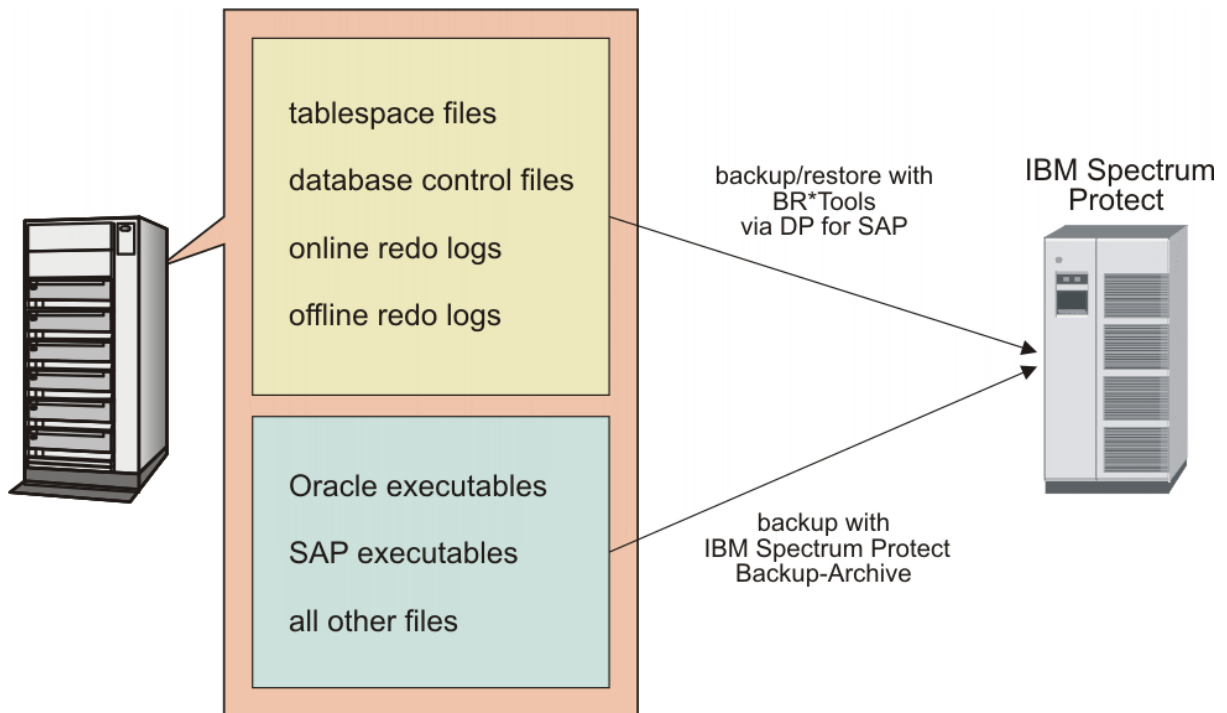 tablespace files
database control files
online redo logs
offline redo logs
Oracle executables
SAP executables
all other files
backup/restore with
BR*Tools
via DP for SAP
backup with
IBM Spectrum Protect
Backup-Archive
IBM Spectrum
Protect